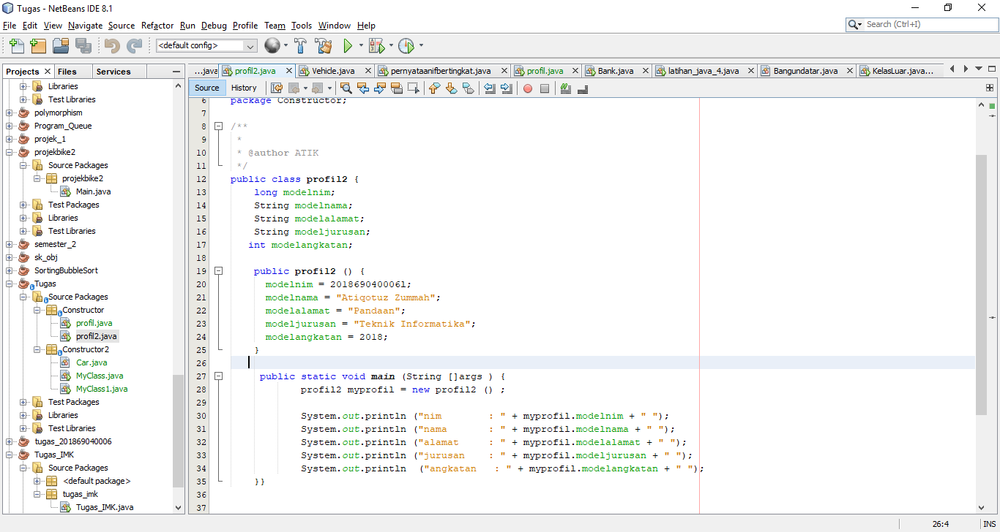 Tugas - NetBeans IDE 8.1
File Edit View Navigate Source Refactor Run Debug Profile Team Tools Window Help
Search (Ctrl+I)
<default config>
Projects Files Services
Libraries
Test Libraries
polymorphism
Program_Queue
projek_1
projekbike2
Source Packages
projekbike2
Main.java
Test Packages
Libraries
Test Libraries
semester_2
sk_obj
SortingBubbleSort
Tugas
Source Packages
Constructor
profil.java
profil2.java
Constructor2
Car.java
MyClass.java
MyClass1.java
Test Packages
Libraries
Test Libraries
tugas_201869040006
Tugas_IMK
Source Packages
<default package>
tugas_imk
Tugas_IMK.java
...java profil2.java Vehicle.java pernyataanifbertingkat.java profil.java Bank.java latihan_java_4.java Bangundatar.java KelasLuar.java...
Source History
6 package Constructor;
7
8 /**
9 *
10 * @author ATIK
11 */
12 public class profil2 {
13 long modelnim;
14 String modelnama;
15 String modelalamat;
16 String modeljurusan;
17 int modelangkatan;
18
19 public profil2 () {
20 modelnim = 201869040006l;
21 modelnama = "Atiqotuz Zummah";
22 modelalamat = "Pandaan";
23 modeljurusan = "Teknik Informatika";
24 modelangkatan = 2018;
25 }
26
27 public static void main (String []args ) {
28 profil2 myprofil = new profil2 () ;
29
30 System.out.println ("nim : " + myprofil.modelnim + " ");
31 System.out.println ("nama : " + myprofil.modelnama + " ");
32 System.out.println ("alamat : " + myprofil.modelalamat + " ");
33 System.out.println ("jurusan : " + myprofil.modeljurusan + " ");
34 System.out.println ("angkatan : " + myprofil.modelangkatan + " ");
35 }}
36
37
26:4 INS